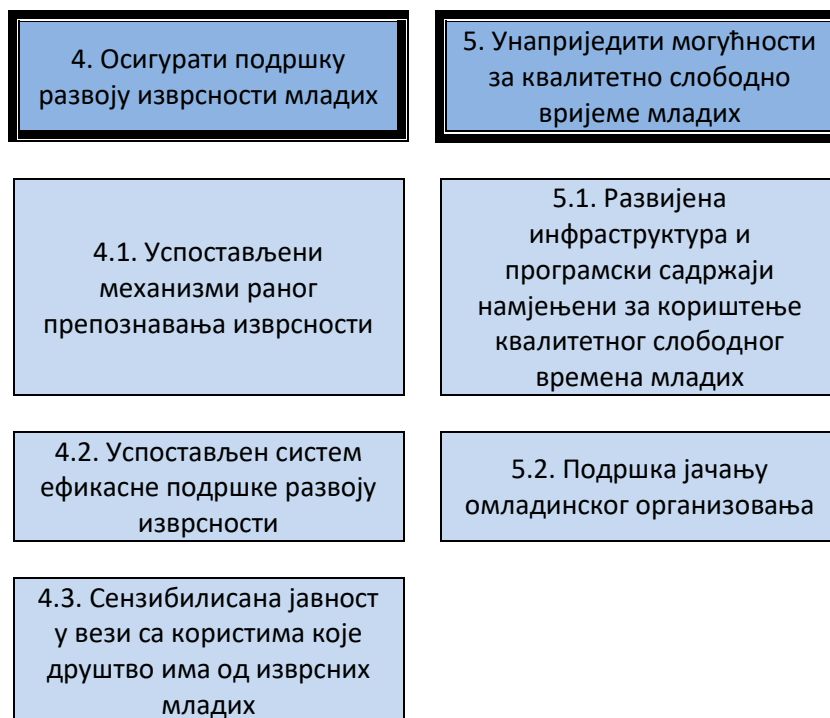 4. Осигурати подршку
развоју изврсности младих
4.1. Успостављени
механизми раног
препознавања изврсности
4.2. Успостављен систем
ефикасне подршке развоју
изврсности
4.3. Сензибилисана јавност
у вези са користима које
друштво има од изврсних
младих
5. Унаприједити могућности
за квалитетно слободно
вријеме младих
5.1. Развијена
инфраструктура и
програмски садржаји
намјењени за кориштење
квалитетног слободног
времена младих
5.2. Подршка јачању
омладинског организовања